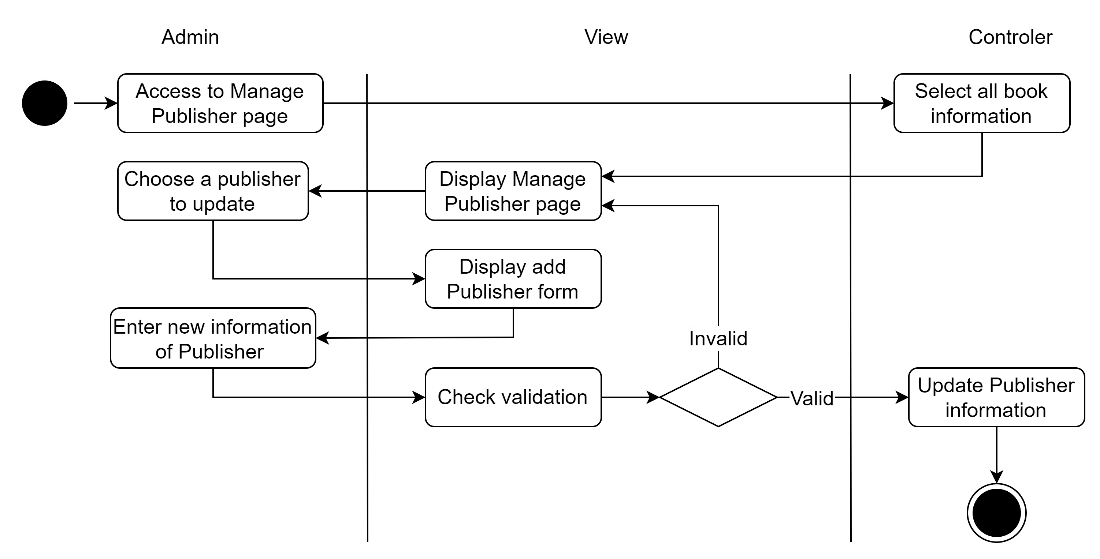 Admin
View
Controler
Access to Manage
Publisher page
Select all book
information
Choose a publisher
to update
Display Manage
Publisher page
Display add
Publisher form
Enter new information
of Publisher
Invalid
Check validation
Valid
Update Publisher
information